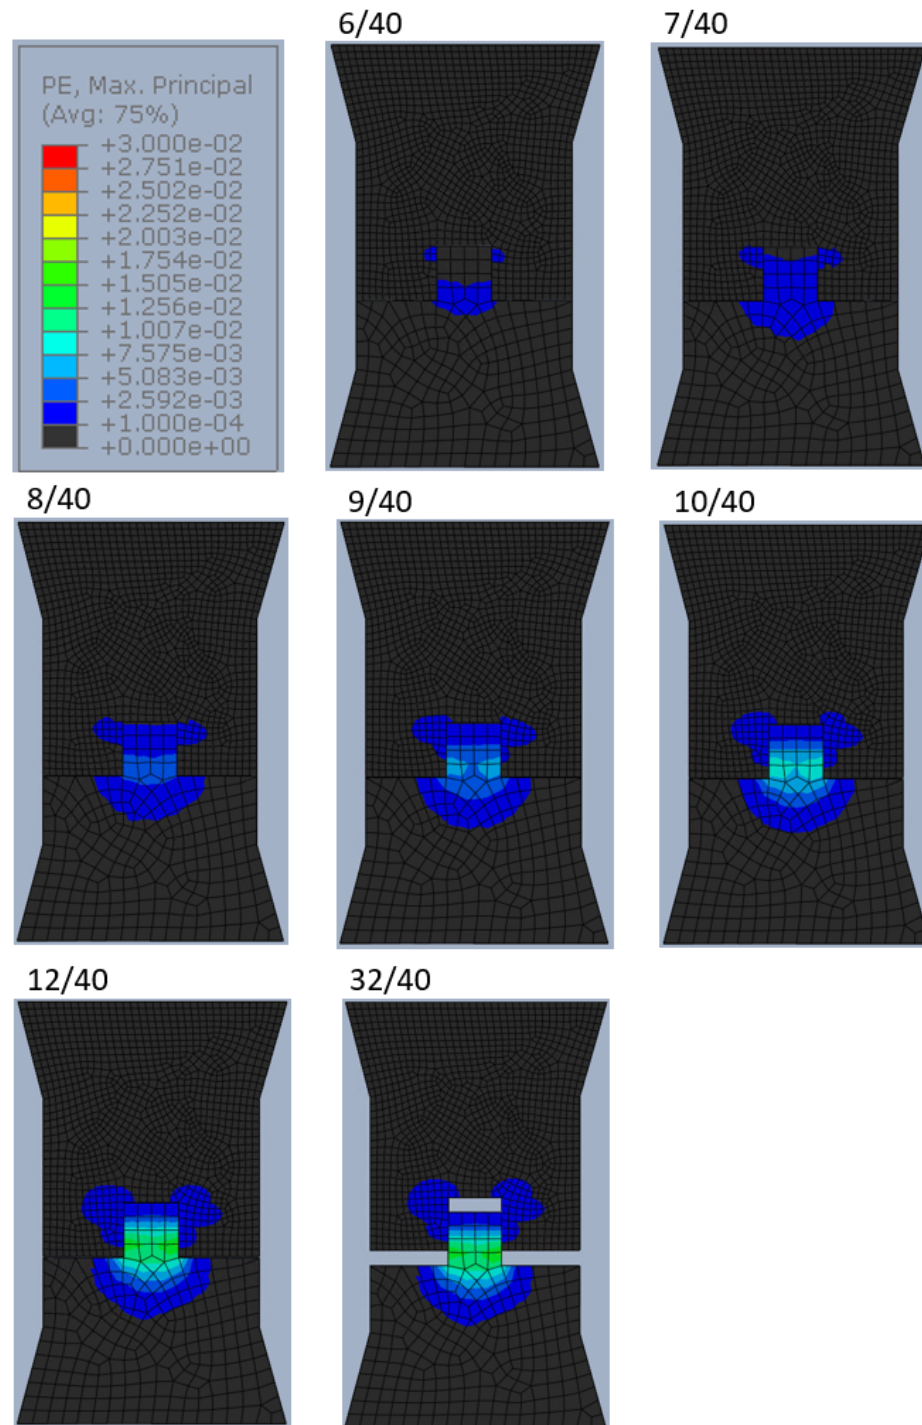 6/40
7/40
PE, Max. Principal
(Avg: 75%)
+3.000e-02
+2.751e-02
+2.502e-02
+2.252e-02
+2.003e-02
+1.754e-02
+1.505e-02
+1.256e-02
+1.007e-02
+7.575e-03
+5.083e-03
+2.592e-03
+1.000e-04
+0.000e+00
8/40
9/40
10/40
12/40
32/40